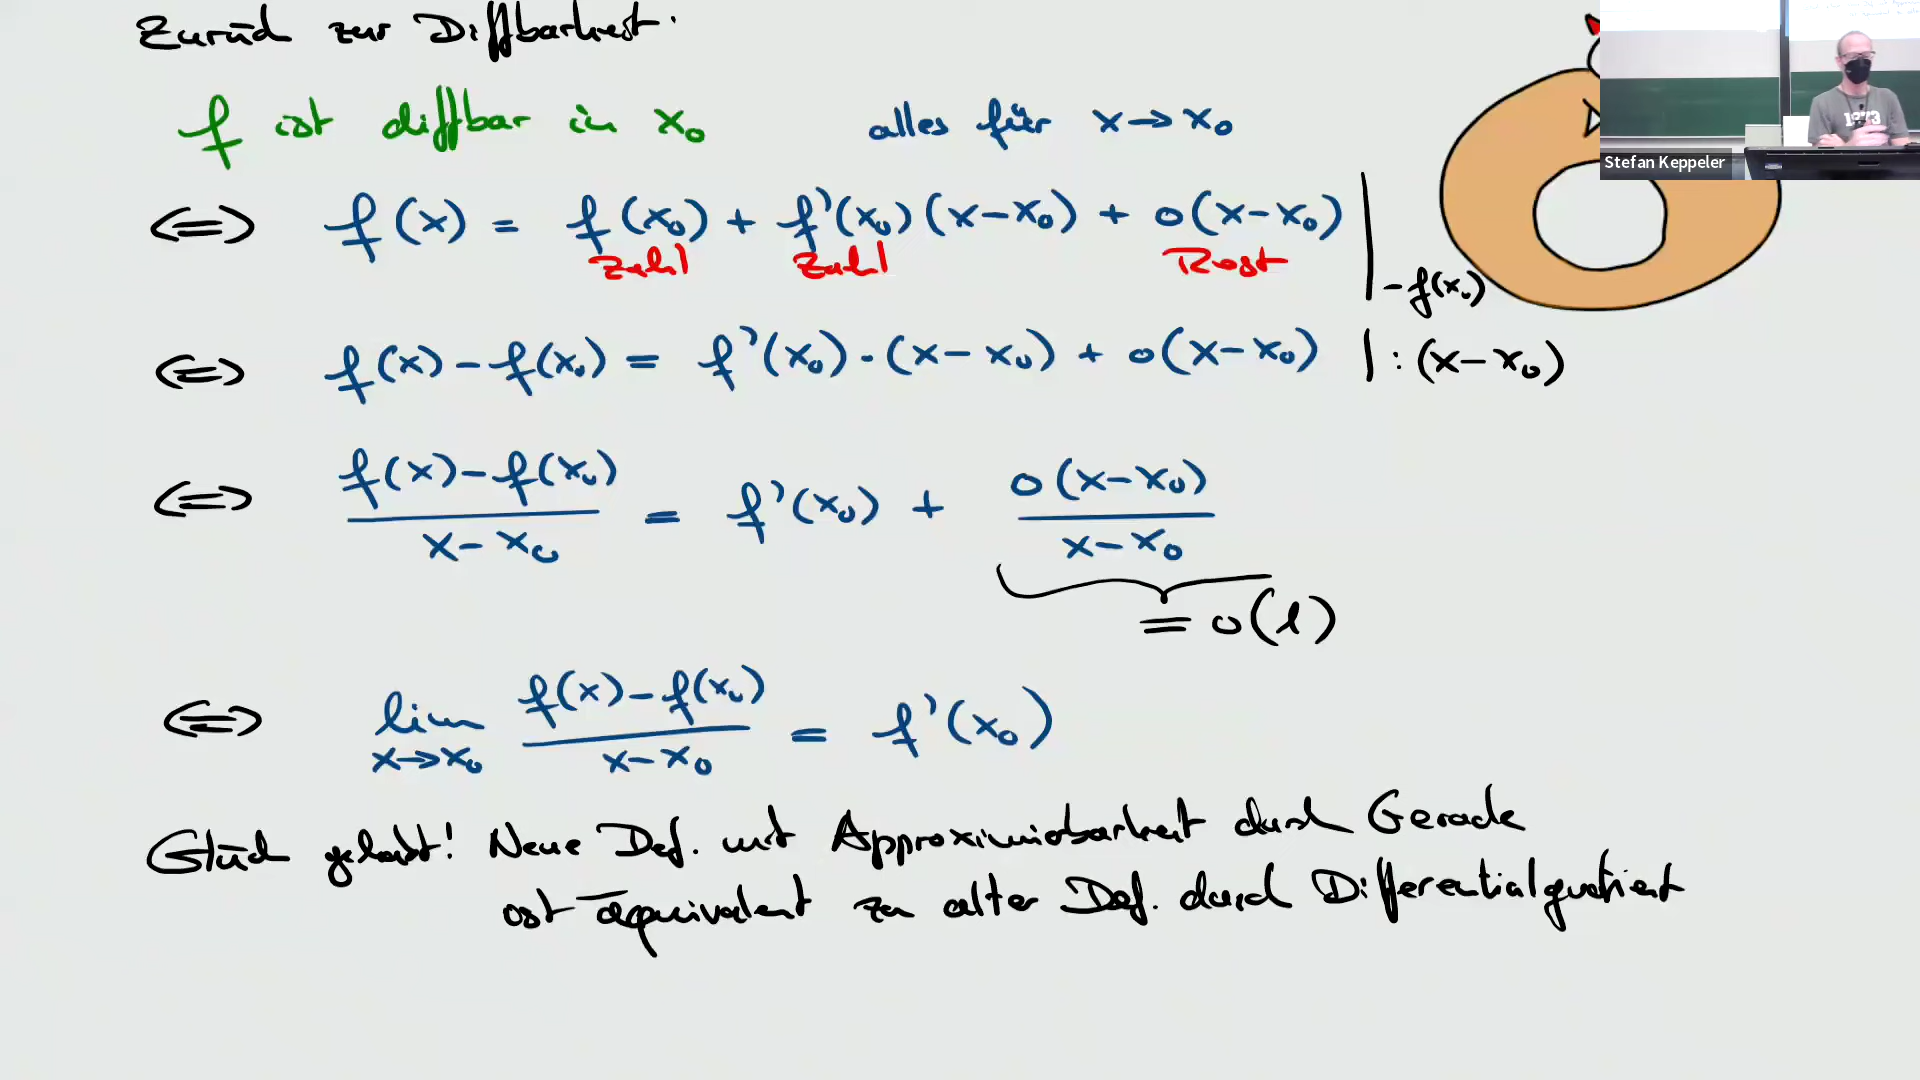 Zurück zur Diffbarkeit.
f ist diffbar in x₀ alles für x → x₀
⟺ f(x) = f(x₀) + f'(x₀)(x-x₀) + o(x-x₀) | -f(x₀)
Zahl Zahl Rest
⟺ f(x) - f(x₀) = f'(x₀)·(x-x₀) + o(x-x₀) | :(x-x₀)
⟺ (f(x)-f(x₀))/(x-x₀) = f'(x₀) + o(x-x₀)/(x-x₀)
= o(1)
⟺ lim x→x₀ (f(x)-f(x₀))/(x-x₀) = f'(x₀)
Glück gehabt! Neue Def. mit Approximierbarkeit durch Gerade
ist äquivalent zu alter Def. durch Differentialquotient
Stefan Keppeler
1973